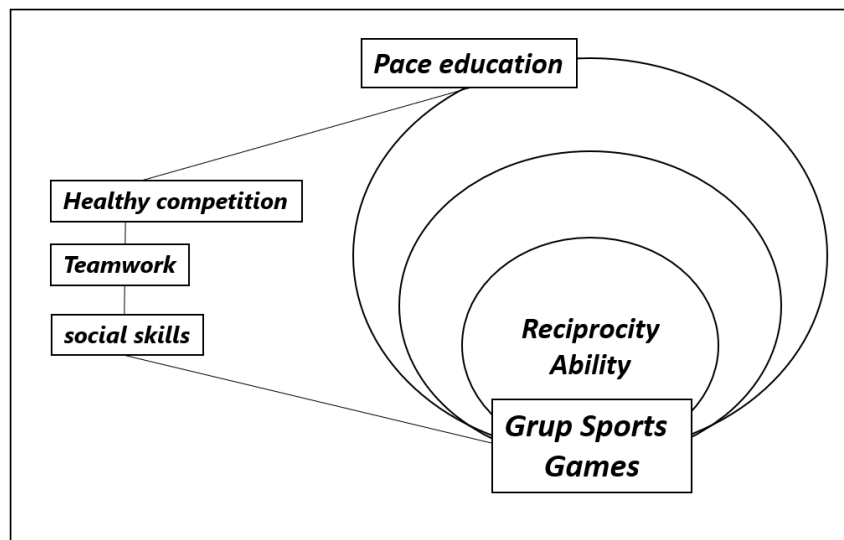 Pace education
Healthy competition
Teamwork
social skills
Reciprocity
Ability
Grup Sports
Games